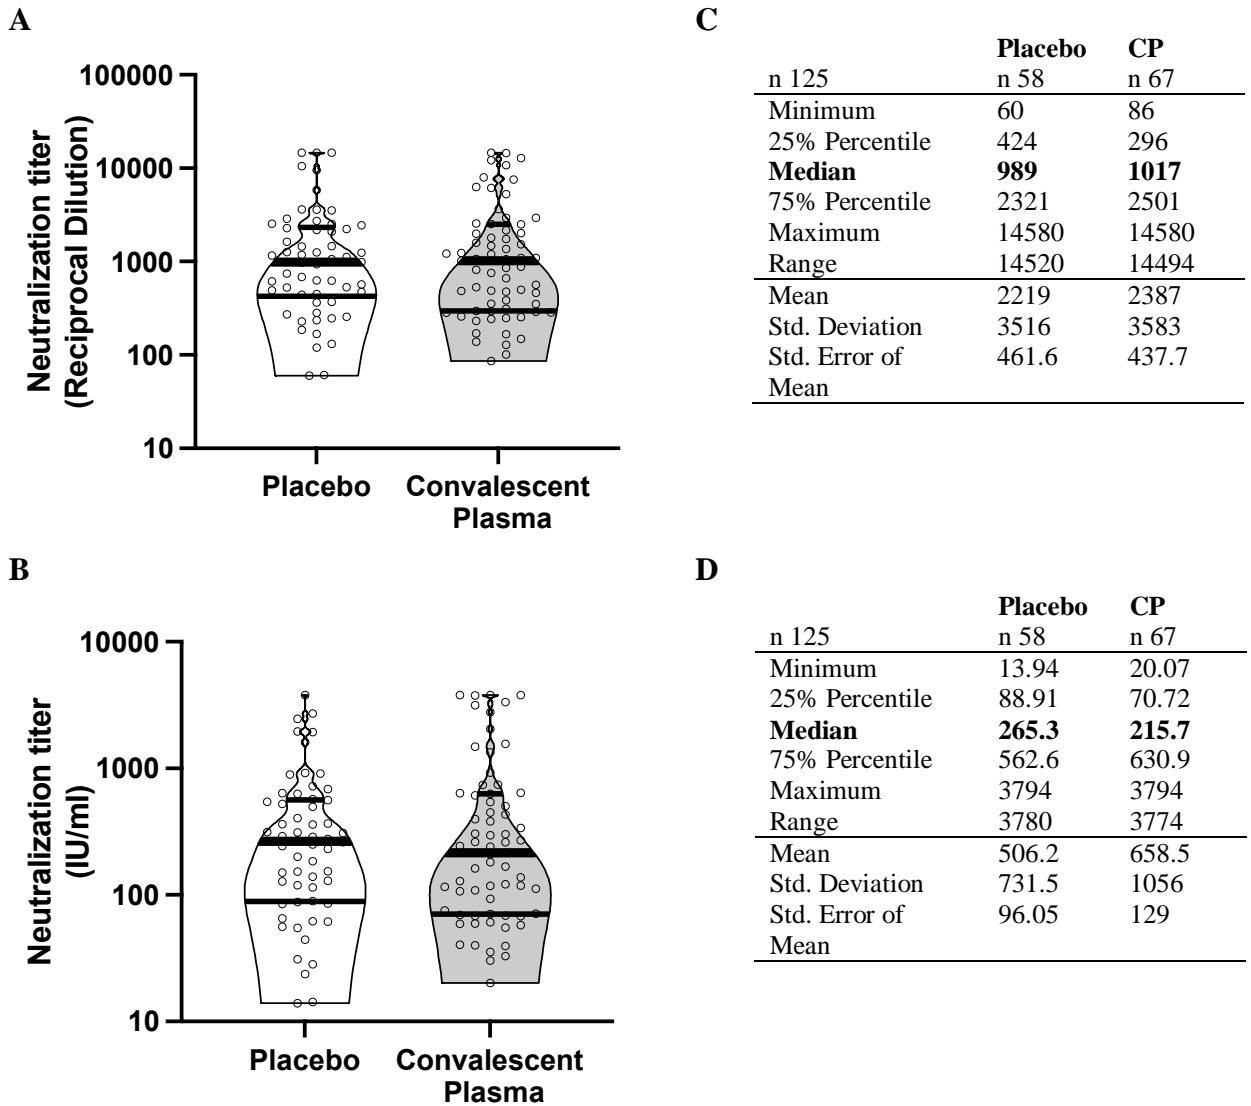 A
100000
10000
1000
100
10
Neutralization titer
(Reciprocal Dilution)
Placebo
Convalescent
Plasma
C
Placebo CP
n 125 n 58 n 67
Minimum 60 86
25% Percentile 424 296
Median 989 1017
75% Percentile 2321 2501
Maximum 14580 14580
Range 14520 14494
Mean 2219 2387
Std. Deviation 3516 3583
Std. Error of 461.6 437.7
Mean
B
10000
1000
100
10
Neutralization titer
(IU/ml)
Placebo
Convalescent
Plasma
D
Placebo CP
n 125 n 58 n 67
Minimum 13.94 20.07
25% Percentile 88.91 70.72
Median 265.3 215.7
75% Percentile 562.6 630.9
Maximum 3794 3794
Range 3780 3774
Mean 506.2 658.5
Std. Deviation 731.5 1056
Std. Error of 96.05 129
Mean